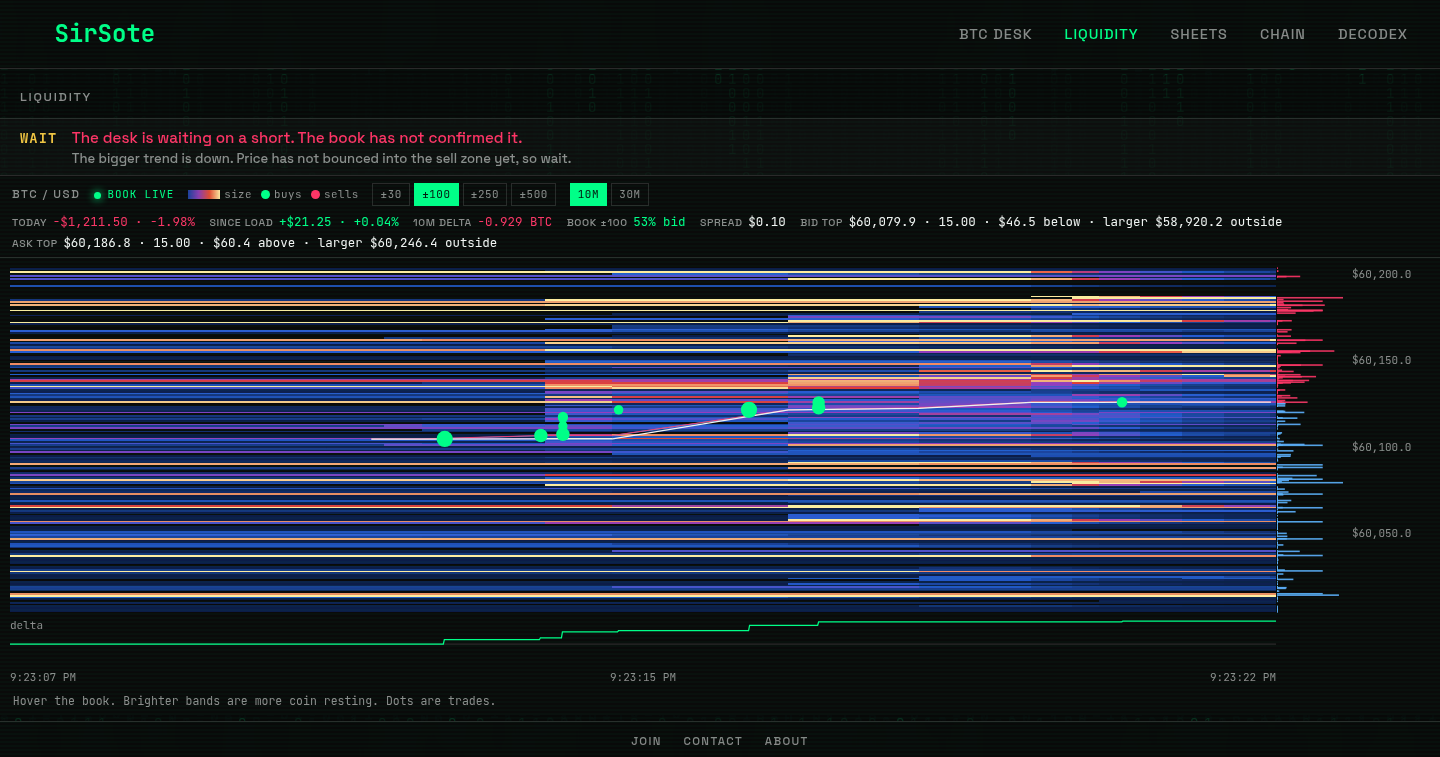 SirSote
BTC DESK LIQUIDITY SHEETS CHAIN DECODEX
LIQUIDITY
WAIT The desk is waiting on a short. The book has not confirmed it.
The bigger trend is down. Price has not bounced into the sell zone yet, so wait.
BTC / USD BOOK LIVE size buys sells ±30 ±100 ±250 ±500 10M 30M
TODAY -$1,211.50 · -1.98% SINCE LOAD +$21.25 · +0.04% 10M DELTA -0.929 BTC BOOK ±100 53% bid SPREAD $0.10 BID TOP $60,079.9 · 15.00 · $46.5 below · larger $58,920.2 outside
ASK TOP $60,186.8 · 15.00 · $60.4 above · larger $60,246.4 outside
$60,200.0
$60,150.0
$60,100.0
$60,050.0
delta
9:23:07 PM 9:23:15 PM 9:23:22 PM
Hover the book. Brighter bands are more coin resting. Dots are trades.
JOIN CONTACT ABOUT